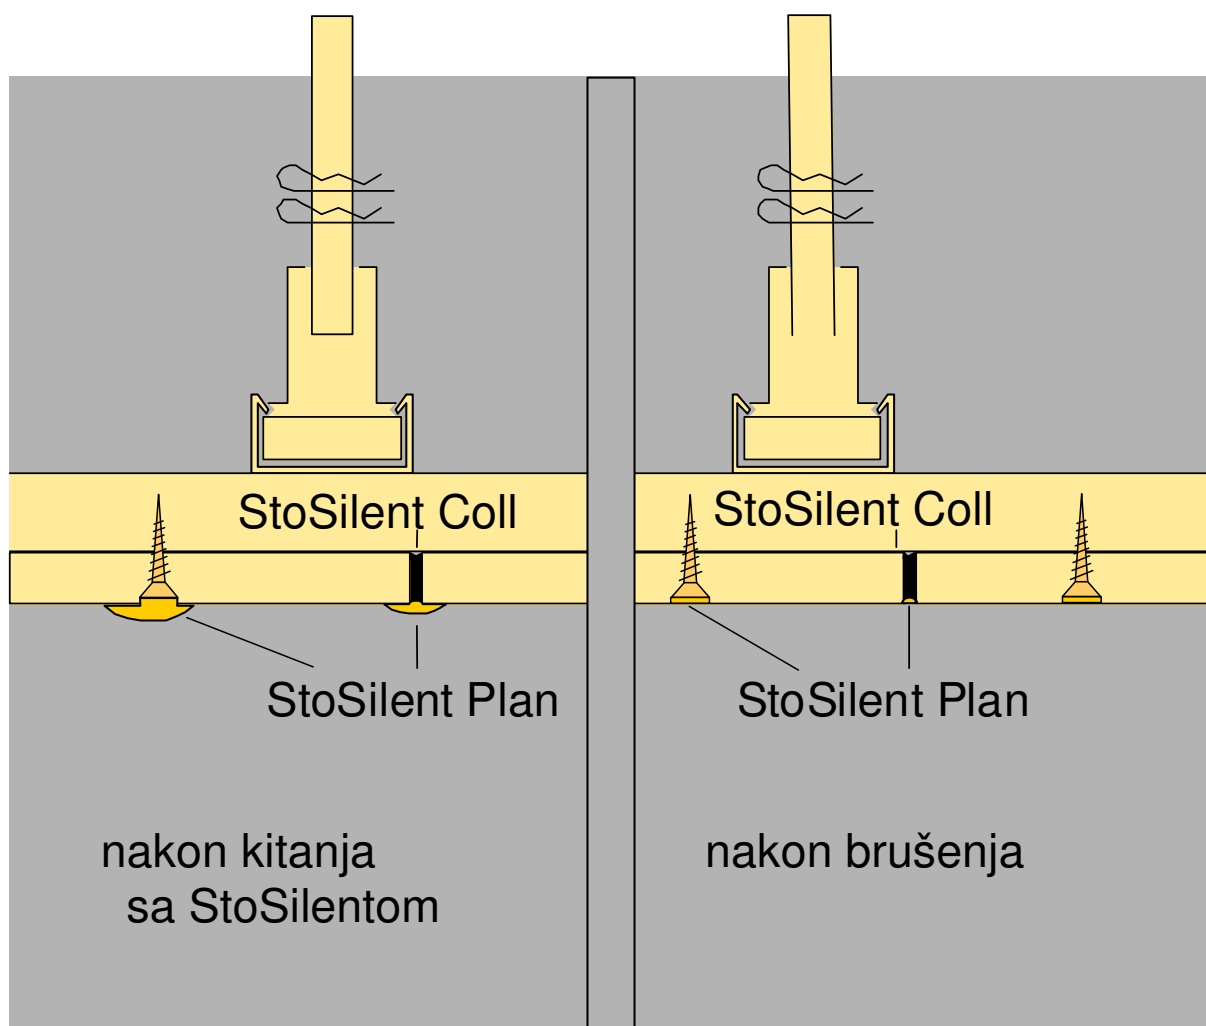 StoSilent Coll
StoSilent Plan
nakon kitanja
sa StoSilentom
StoSilent Coll
StoSilent Plan
nakon brušenja